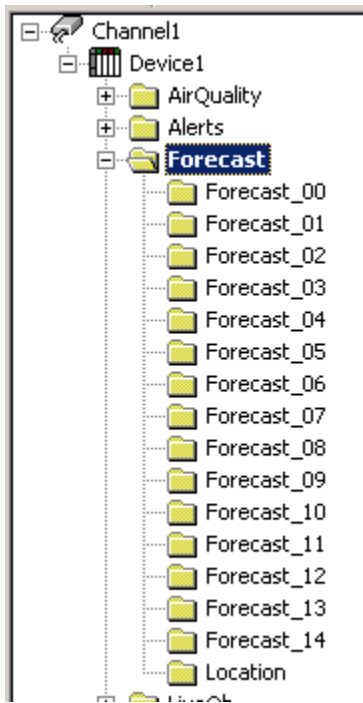 Channel1
Device1
AirQuality
Alerts
Forecast
Forecast_00
Forecast_01
Forecast_02
Forecast_03
Forecast_04
Forecast_05
Forecast_06
Forecast_07
Forecast_08
Forecast_09
Forecast_10
Forecast_11
Forecast_12
Forecast_13
Forecast_14
Location